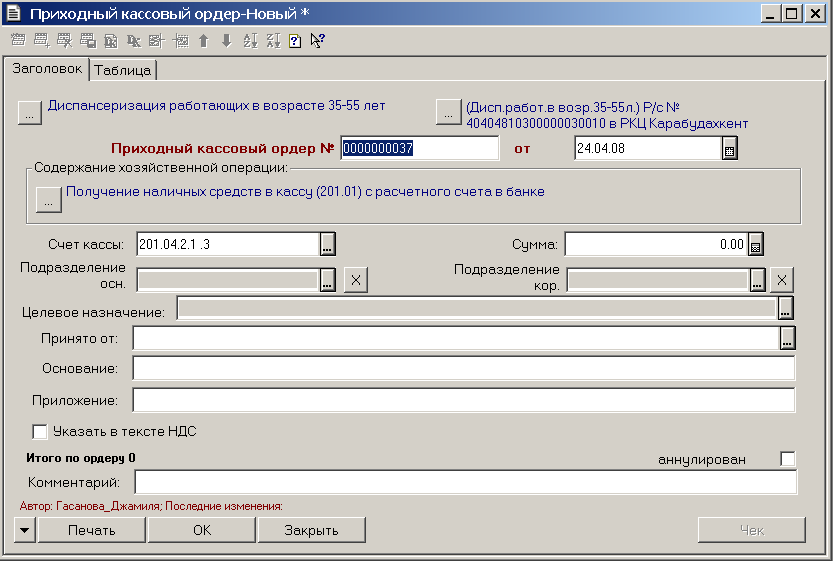 Приходный кассовый ордер-Новый *
Заголовок Таблица
... Диспансеризация работающих в возрасте 35-55 лет ... (Дисп.работ.в возр.35-55л.) Р/с №
40404810300000030010 в РКЦ Карабудахкент
Приходный кассовый ордер № 0000000037 от 24.04.08
Содержание хозяйственной операции:
... Получение наличных средств в кассу (201.01) с расчетного счета в банке
Счет кассы: 201.04.2.1 .3 ... Сумма: 0.00
Подразделение осн. ... X Подразделение кор. ... X
Целевое назначение: ...
Принято от: ...
Основание:
Приложение:
Указать в тексте НДС
Итого по ордеру 0 аннулирован
Комментарий:
Автор: Гасанова_Джамиля; Последние изменения:
Печать OK Закрыть Чек